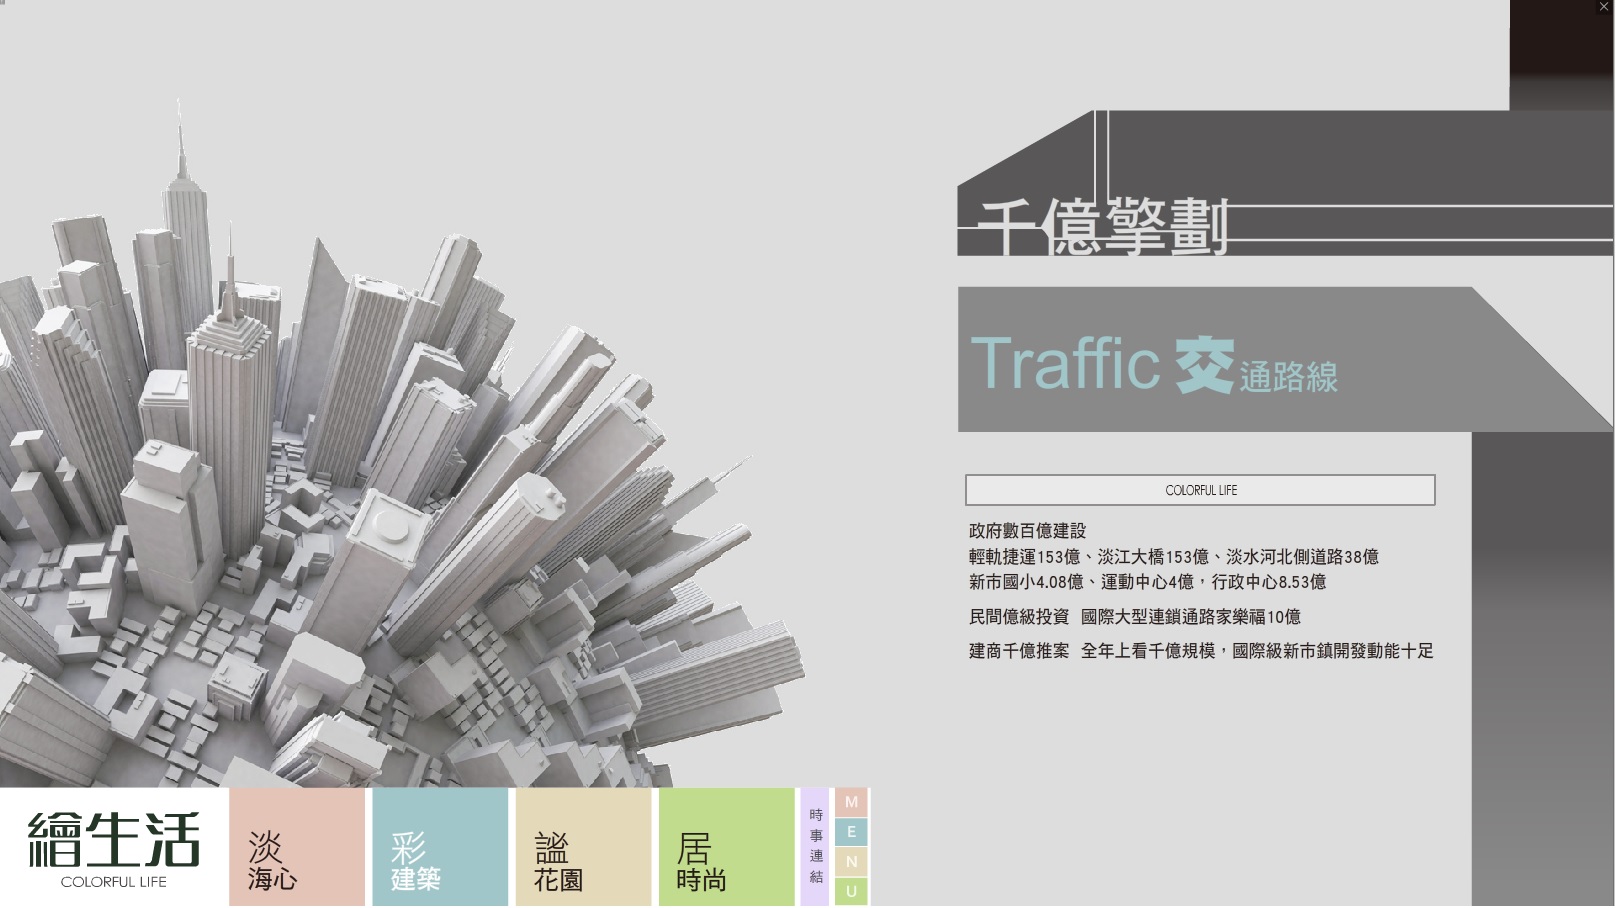 千億擎劃
Traffic 交通路線
COLORFUL LIFE
政府數百億建設
輕軌捷運153億、淡江大橋153億、淡水河北側道路38億
新市國小4.08億、運動中心4億，行政中心8.53億
民間億級投資 國際大型連鎖通路家樂福10億
建商千億推案 全年上看千億規模，國際級新市鎮開發動能十足
繪生活
COLORFUL LIFE
淡
海心
彩
建築
謐
花園
居
時尚
時事連結
MENU